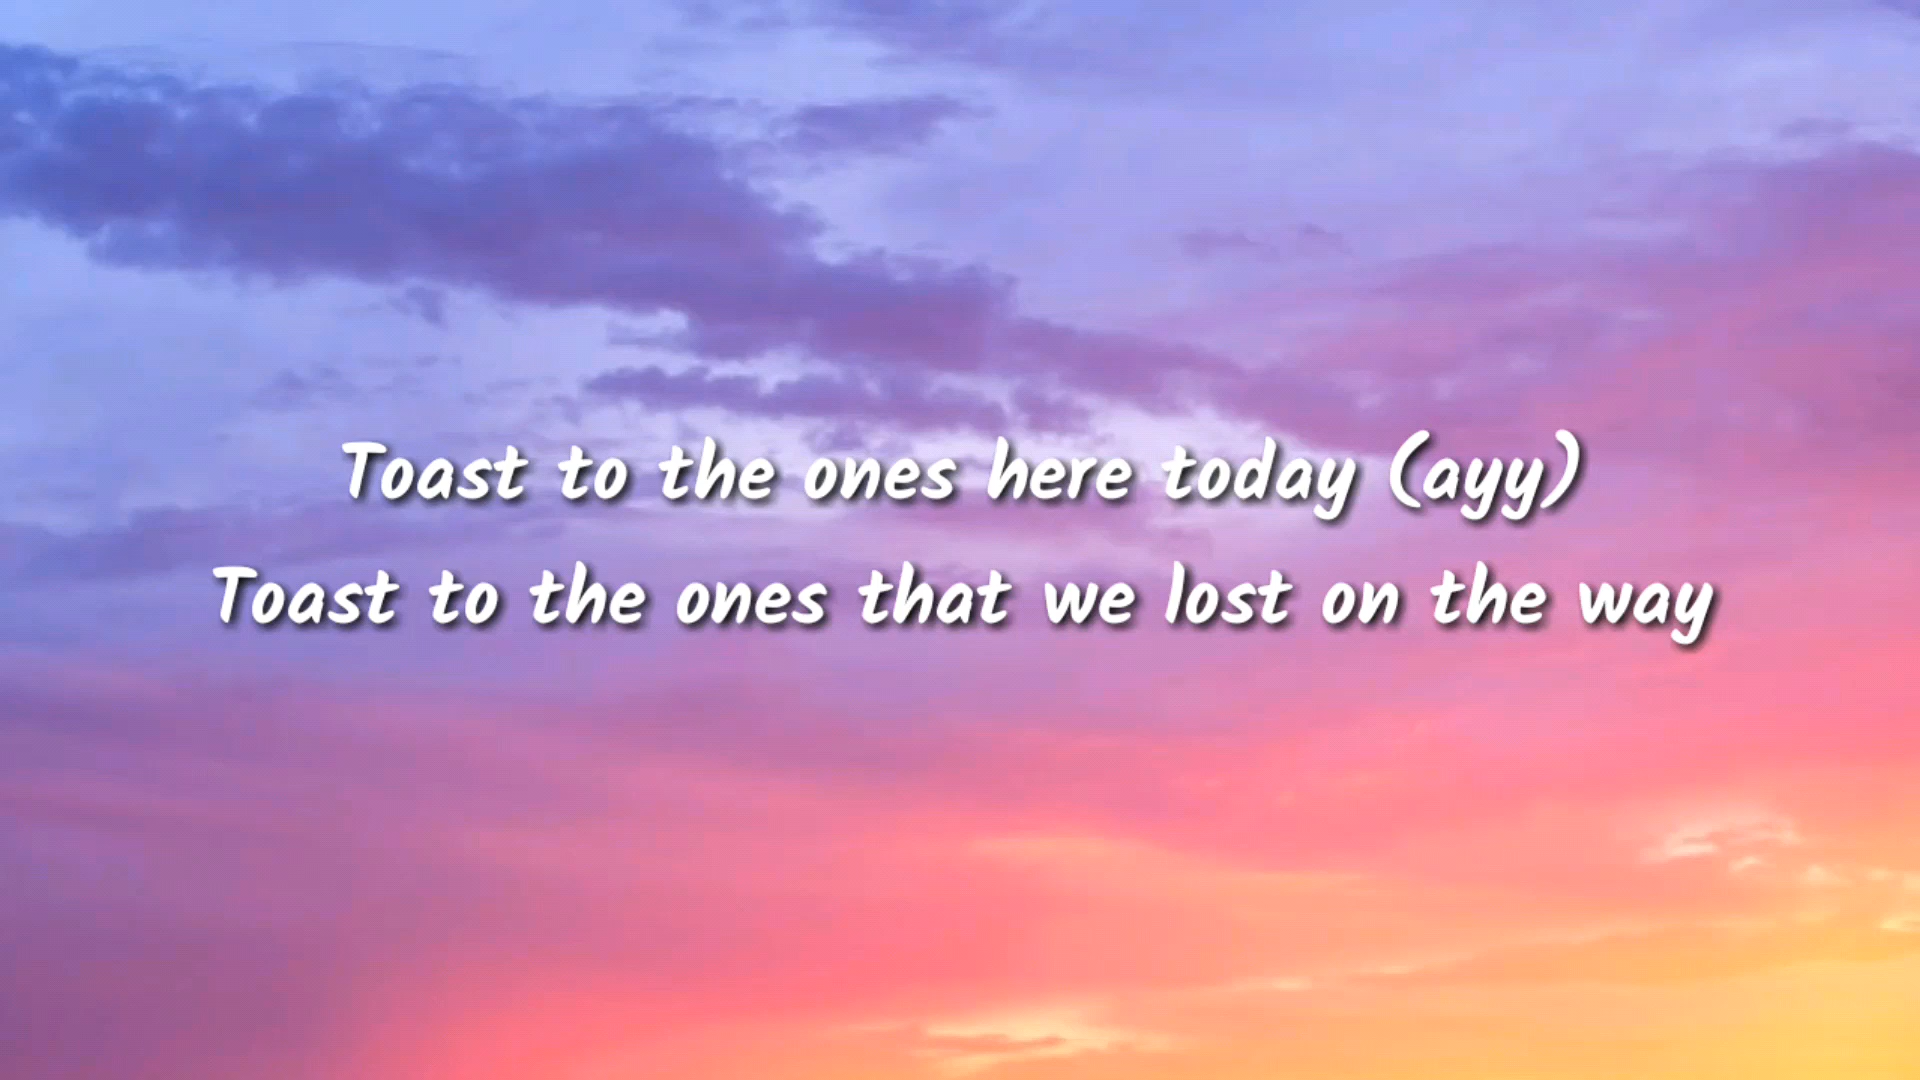 Toast to the ones here today (ayy)
Toast to the ones that we lost on the way